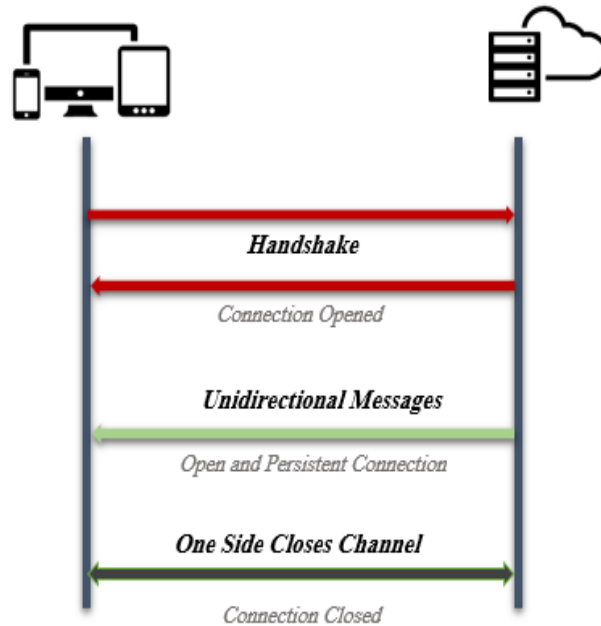 Handshake
Connection Opened
Unidirectional Messages
Open and Persistent Connection
One Side Closes Channel
Connection Closed